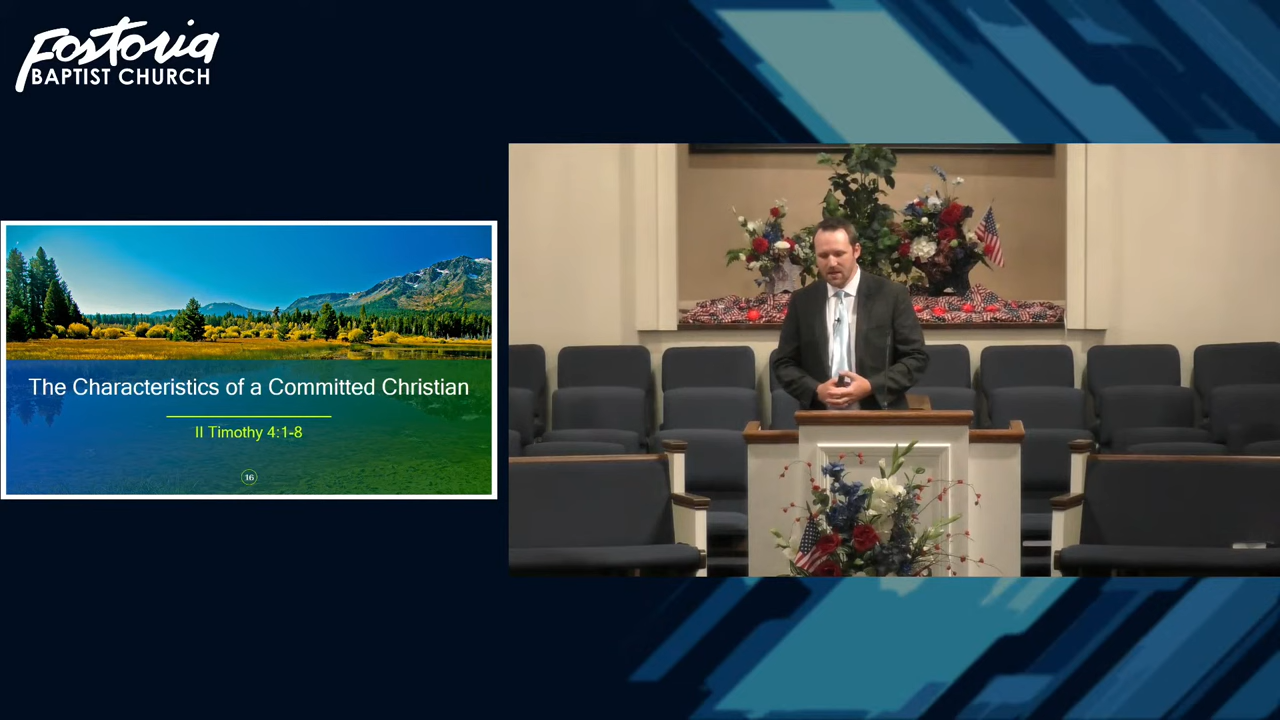 Fostoria
BAPTIST CHURCH
The Characteristics of a Committed Christian
II Timothy 4:1-8
16